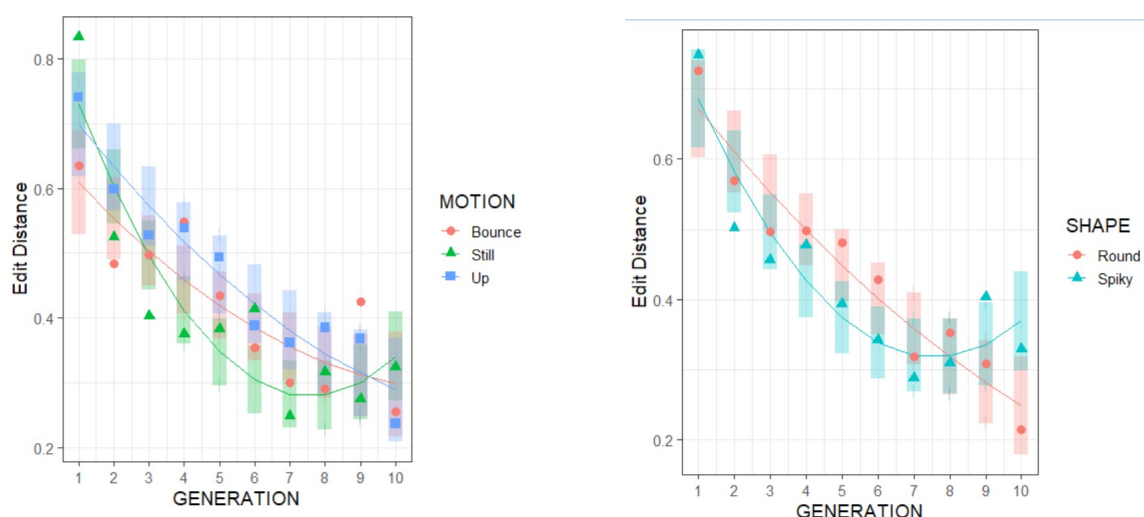 Edit Distance
0.8
0.6
0.4
0.2
1 2 3 4 5 6 7 8 9 10
GENERATION
MOTION
Bounce
Still
Up
Edit Distance
0.6
0.4
0.2
1 2 3 4 5 6 7 8 9 10
GENERATION
SHAPE
Round
Spiky